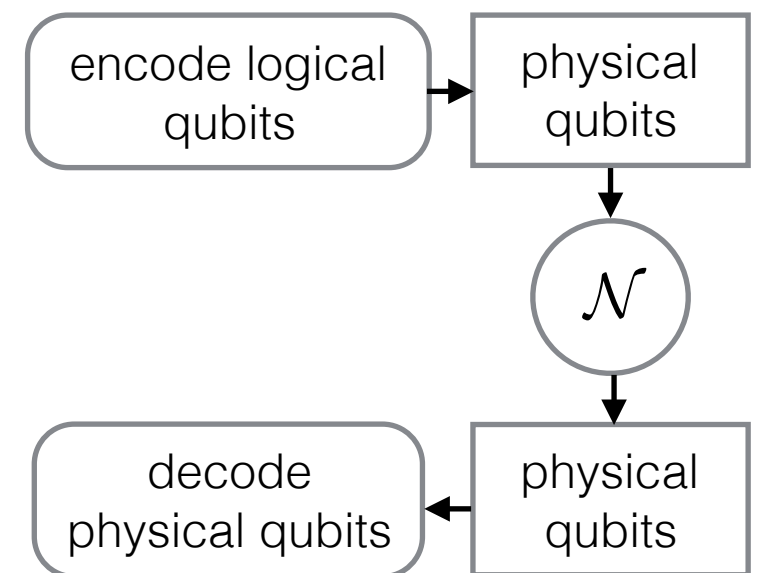 encode logical
qubits
physical
qubits
𝒩
physical
qubits
decode
physical qubits